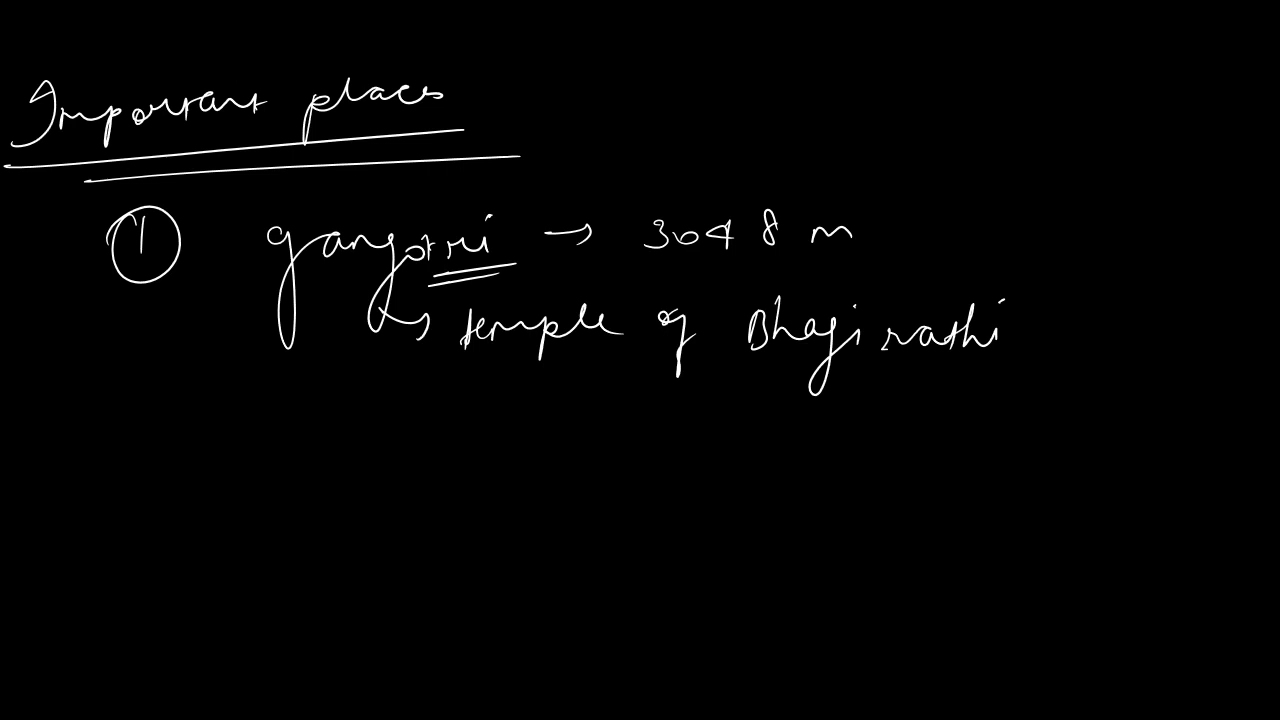 Important places
① Gangotri → 3048 m
↳ temple of Bhagirathi